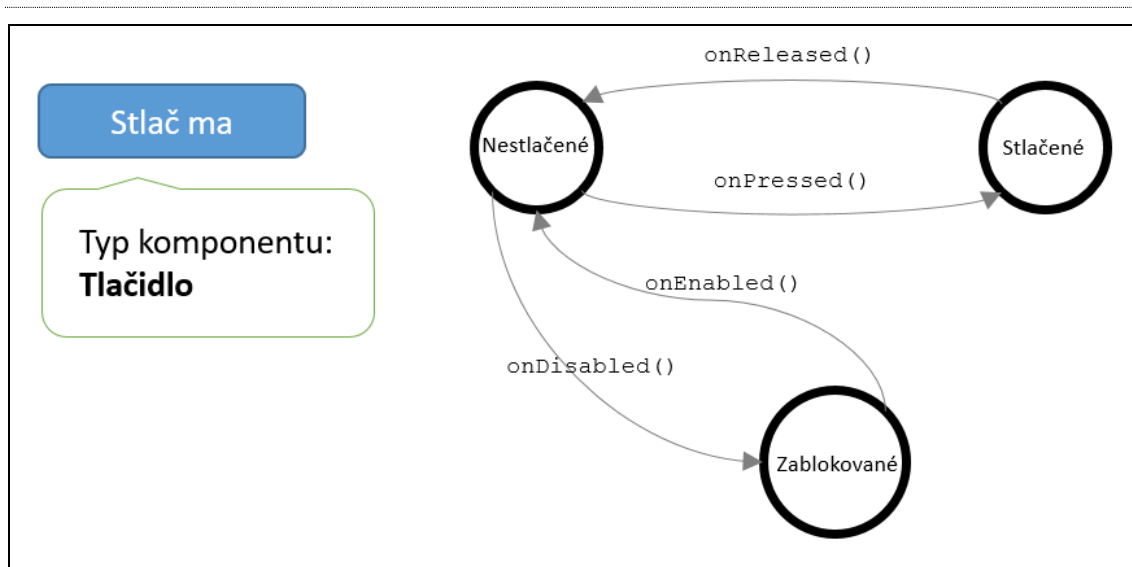 Stlač ma
Typ komponentu:
Tlačidlo
onReleased()
Nestlačené
Stlačené
onPressed()
onEnabled()
onDisabled()
Zablokované